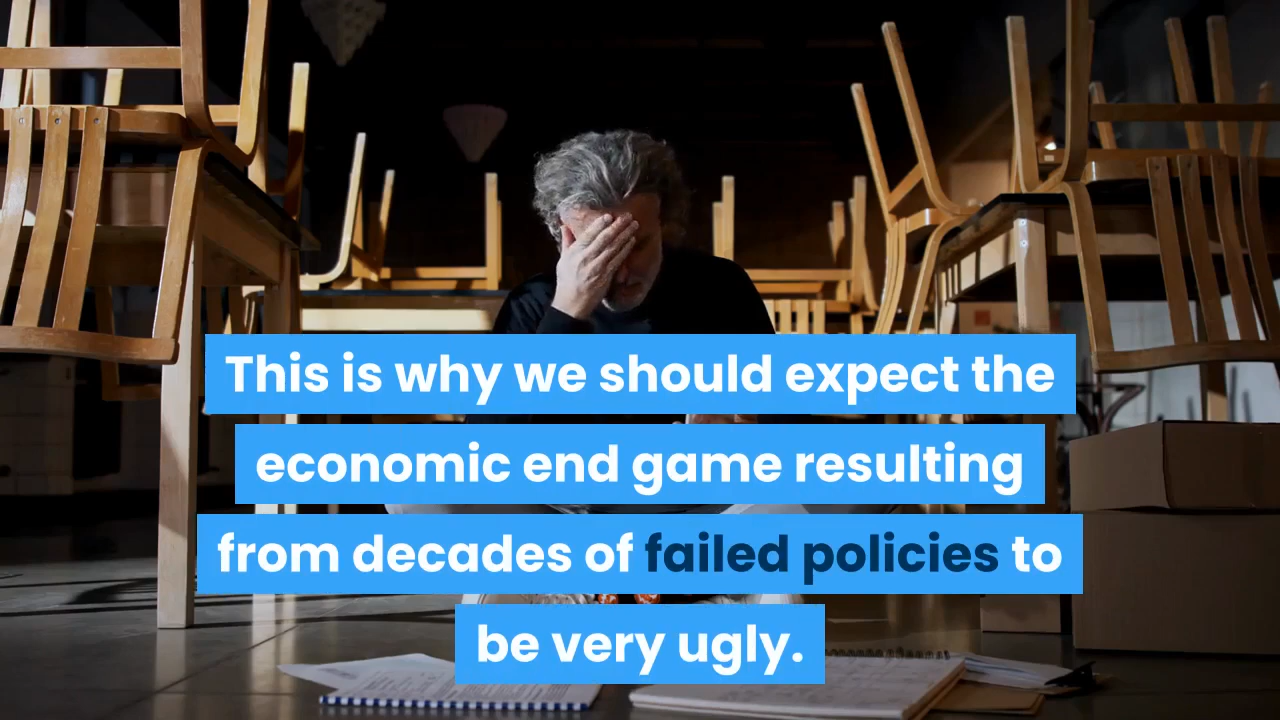 This is why we should expect the
economic end game resulting
from decades of failed policies to
be very ugly.